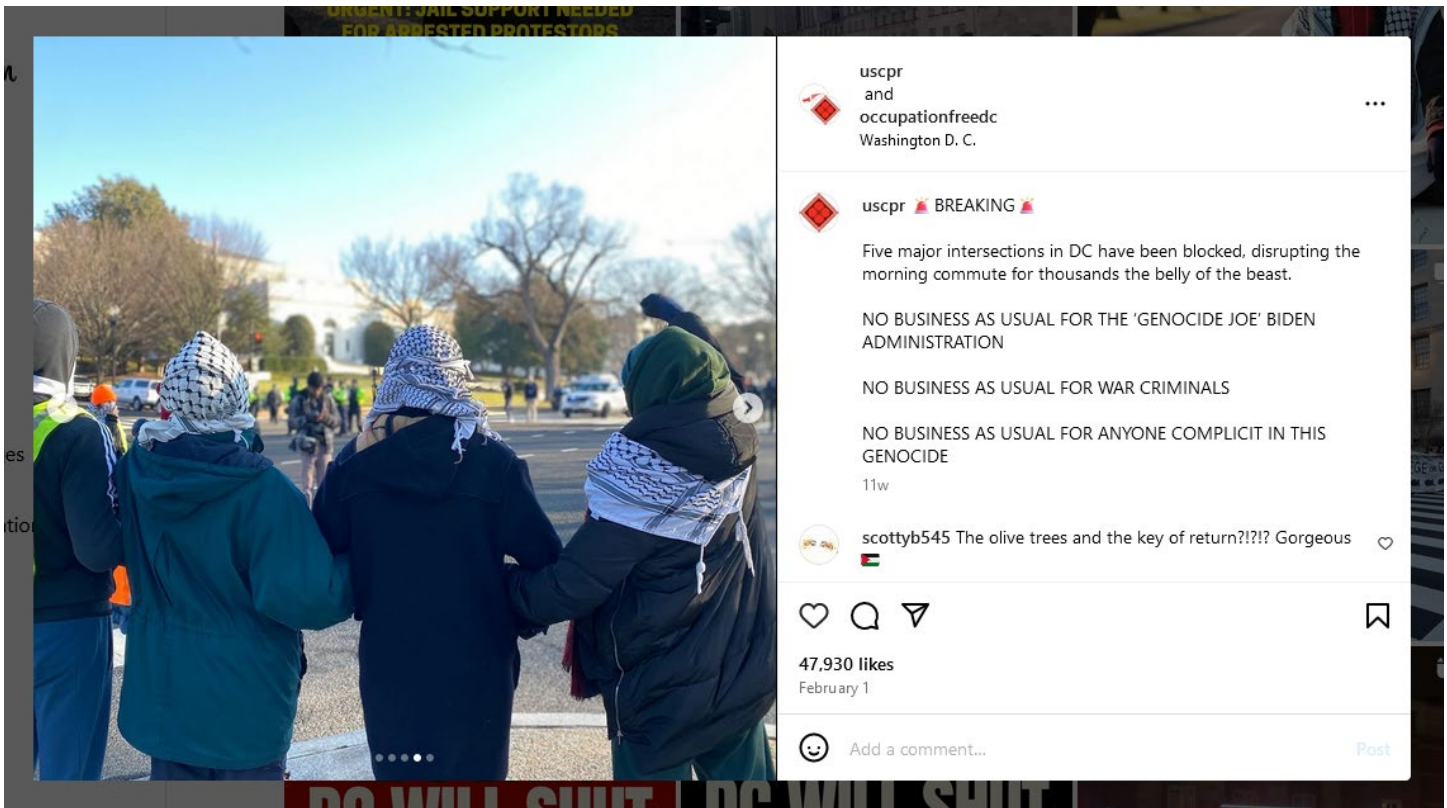 URGENT! JAIL SUPPORT NEEDED
FOR ARRESTED PROTESTORS
uscpr
and
occupationfreedc
Washington D. C.
uscpr 🚨 BREAKING 🚨
Five major intersections in DC have been blocked, disrupting the
morning commute for thousands the belly of the beast.
NO BUSINESS AS USUAL FOR THE 'GENOCIDE JOE' BIDEN
ADMINISTRATION
NO BUSINESS AS USUAL FOR WAR CRIMINALS
NO BUSINESS AS USUAL FOR ANYONE COMPLICIT IN THIS
GENOCIDE
11w
scottyb545 The olive trees and the key of return?!?!? Gorgeous
🇵🇸
47,930 likes
February 1
Add a comment...
Post
DC WILL SHUT
DC WILL SHUT